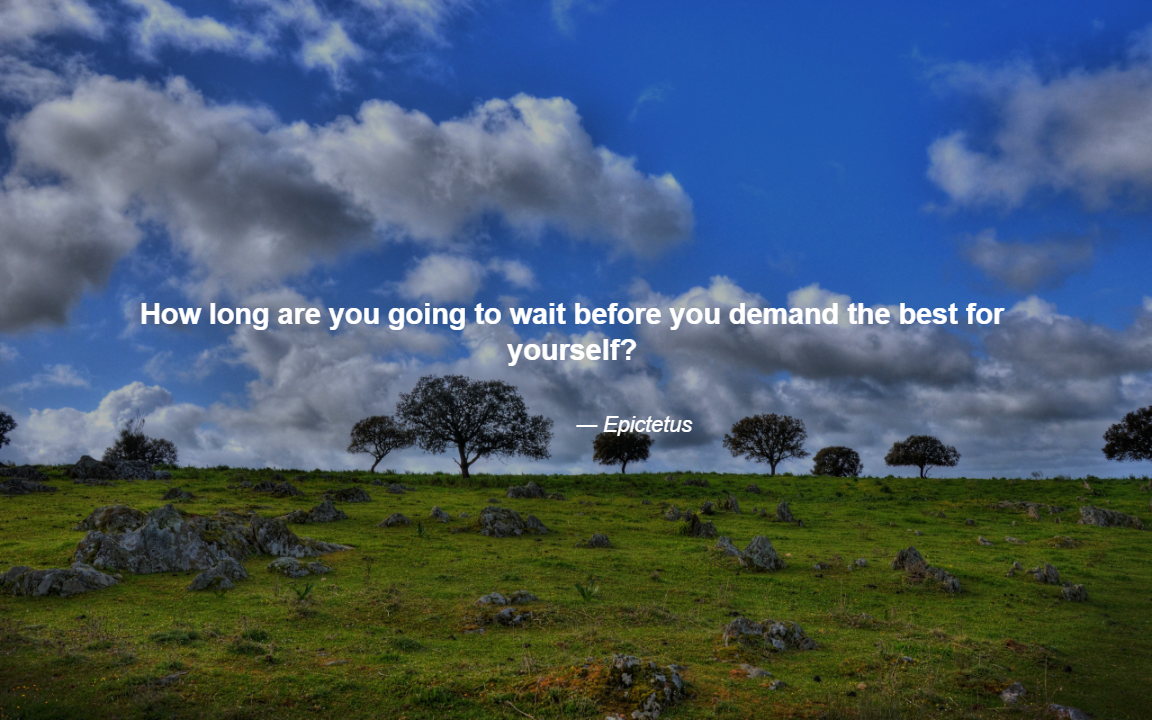 How long are you going to wait before you demand the best for
yourself?
— Epictetus